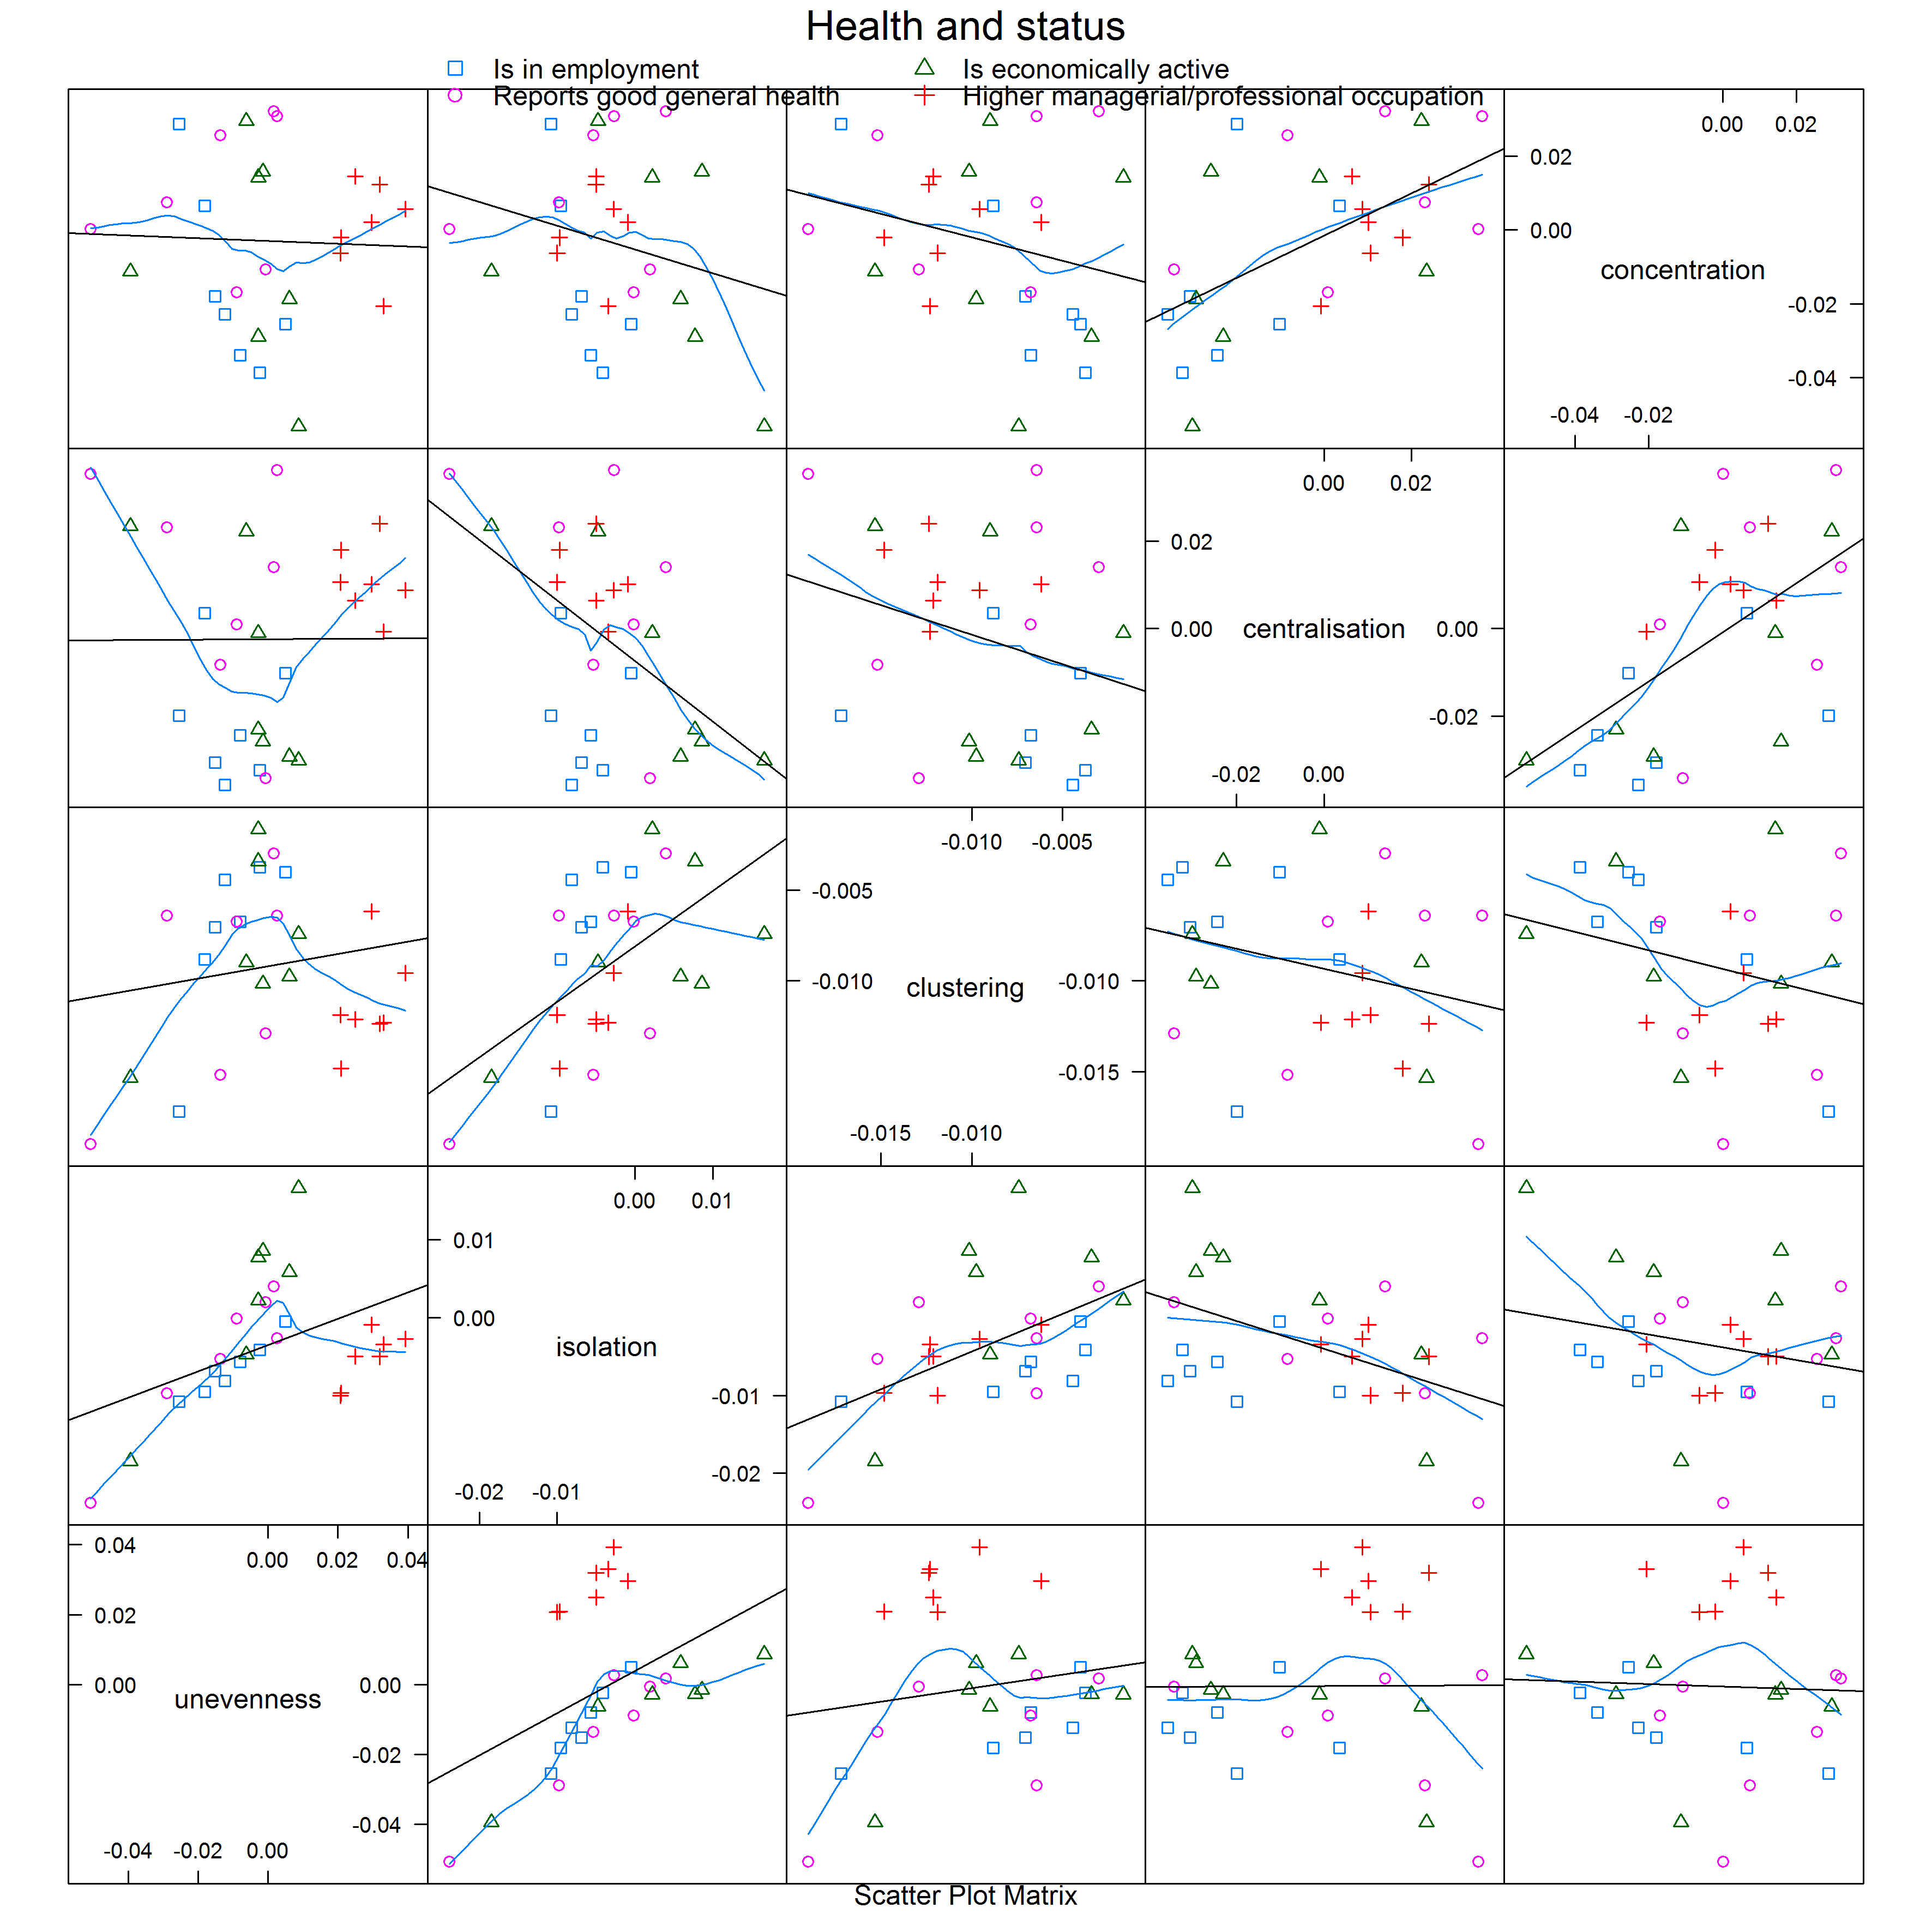 Health and status
Is in employment
Is economically active
Reports good general health
Higher managerial/professional occupation
0.00 0.02
0.02
0.00
concentration
-0.02
-0.04
-0.04 -0.02
0.00 0.02
0.02
0.00 centralisation 0.00
-0.02
-0.02 0.00
-0.010 -0.005
-0.005
-0.010 clustering -0.010
-0.015
-0.015 -0.010
0.00 0.01
0.01
0.00
isolation
-0.01
-0.02
-0.02 -0.01
0.04
0.00 0.02 0.04
0.02
0.00 unevenness 0.00
-0.02
-0.04
-0.04 -0.02 0.00
Scatter Plot Matrix